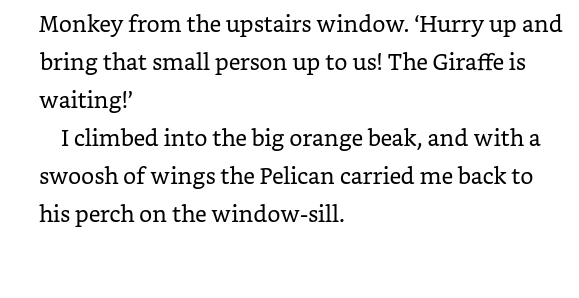 Monkey from the upstairs window. ‘Hurry up and
bring that small person up to us! The Giraffe is
waiting!’
I climbed into the big orange beak, and with a
swoosh of wings the Pelican carried me back to
his perch on the window-sill.